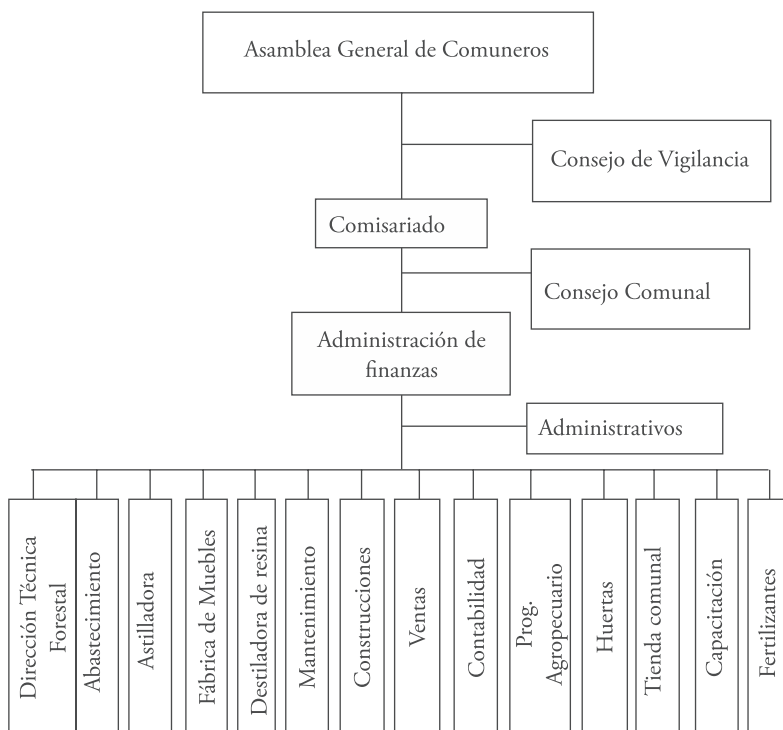 Asamblea General de Comuneros
Consejo de Vigilancia
Comisariado
Consejo Comunal
Administración de
finanzas
Administrativos
Dirección Técnica
Forestal
Abastecimiento
Astilladora
Fábrica de Muebles
Destiladora de resina
Mantenimiento
Construcciones
Ventas
Contabilidad
Prog.
Agropecuario
Huertas
Tienda comunal
Capacitación
Fertilizantes